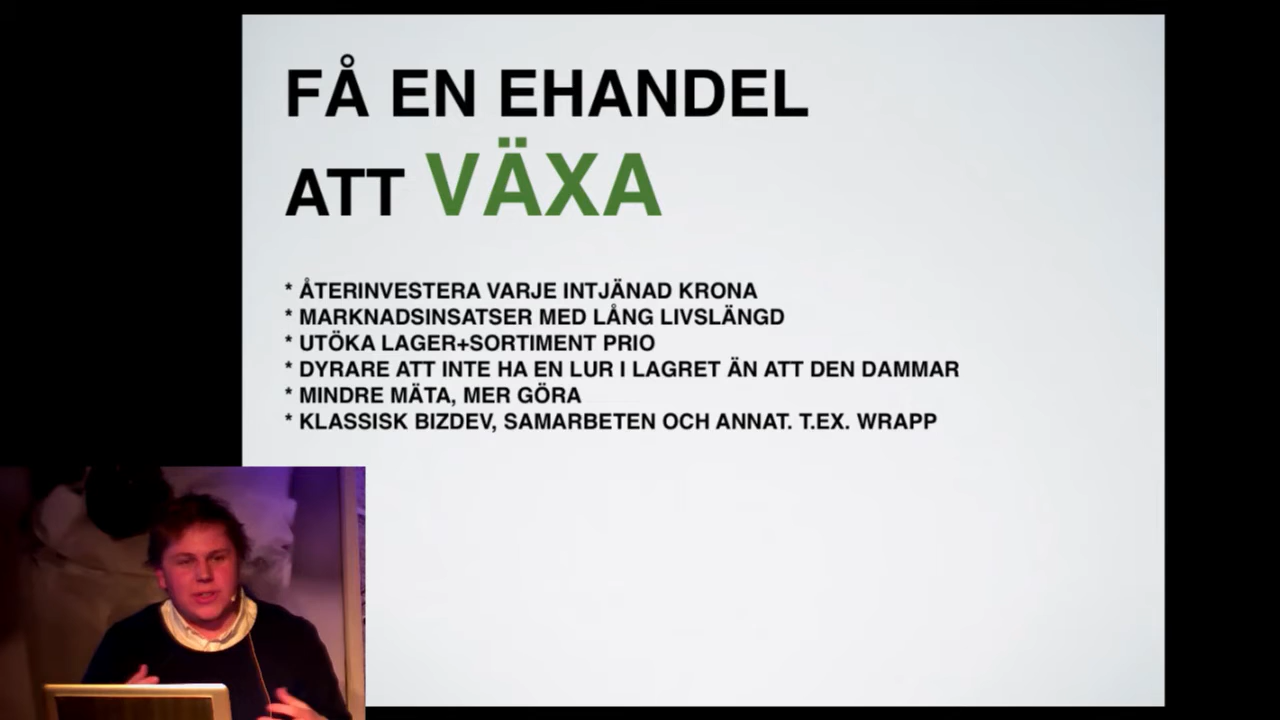 FÅ EN EHANDEL
ATT VÄXA
* ÅTERINVESTERA VARJE INTJÄNAD KRONA
* MARKNADSINSATSER MED LÅNG LIVSLÄNGD
* UTÖKA LAGER+SORTIMENT PRIO
* DYRARE ATT INTE HA EN LUR I LAGRET ÄN ATT DEN DAMMAR
* MINDRE MÄTA, MER GÖRA
* KLASSISK BIZDEV, SAMARBETEN OCH ANNAT. T.EX. WRAPP